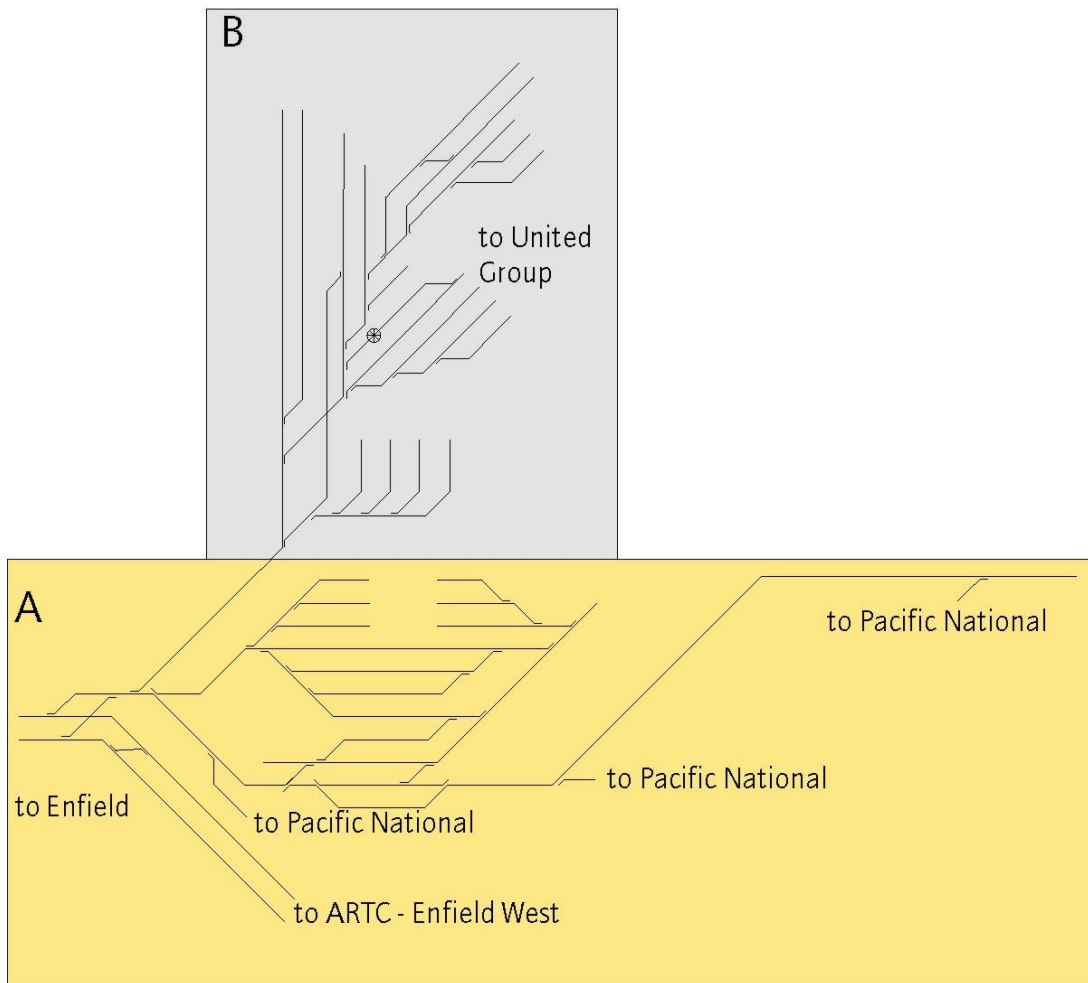 B
to United
Group
A
to Pacific National
to Pacific National
to Enfield
to Pacific National
to ARTC - Enfield West